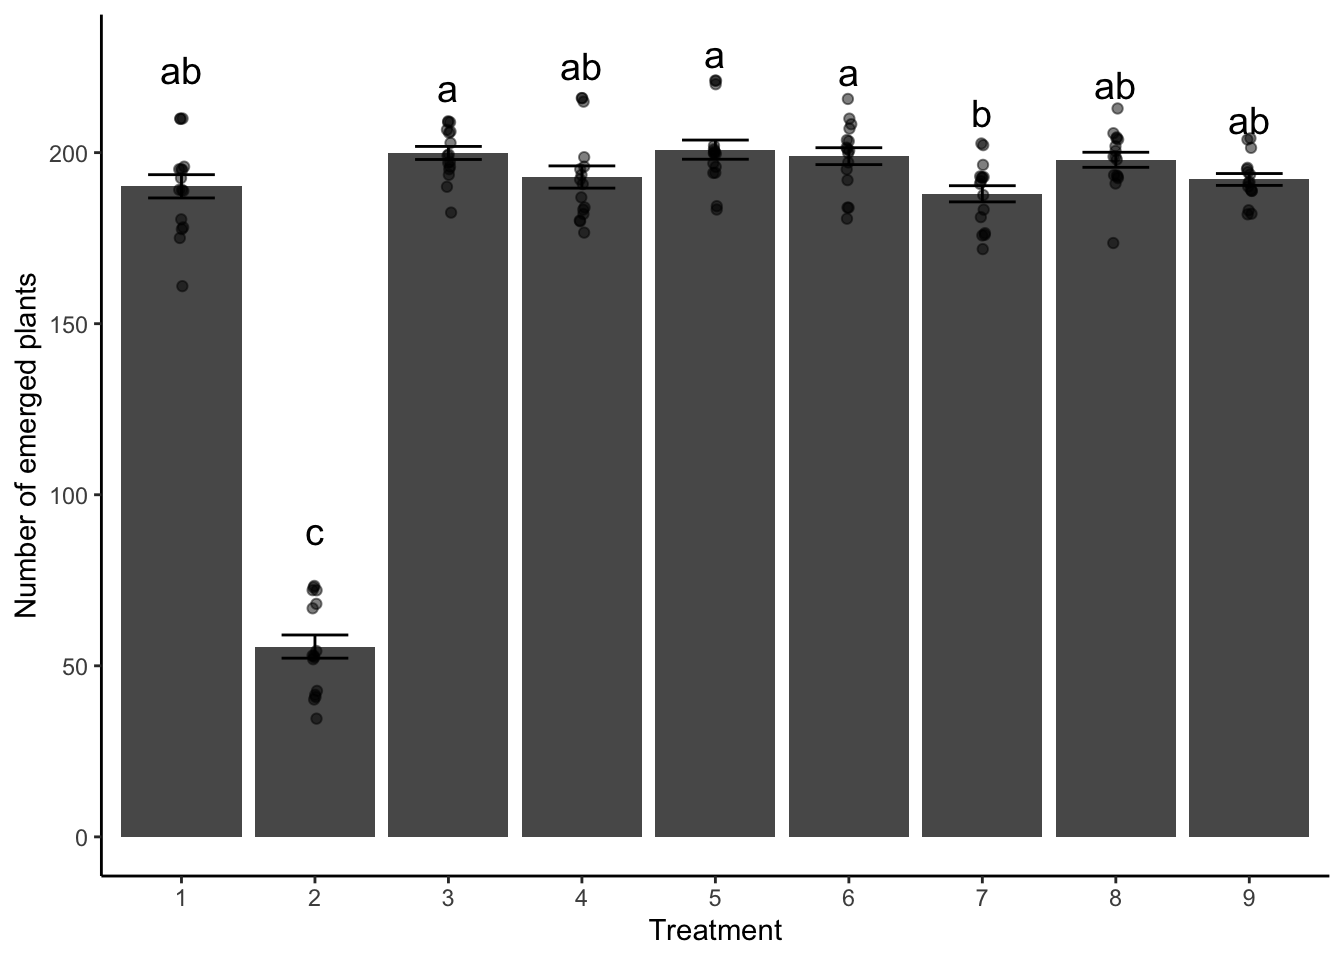 ab
a
ab
a
a
b
ab
ab
c
200
150
100
50
0
Number of emerged plants
1 2 3 4 5 6 7 8 9
Treatment